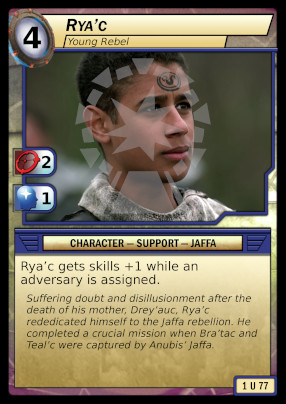 4
RYA'C
Young Rebel
2
1
CHARACTER – SUPPORT – JAFFA
Rya'c gets skills +1 while an
adversary is assigned.
Suffering doubt and disillusionment after the
death of his mother, Drey'auc, Rya'c
rededicated himself to the Jaffa rebellion. He
completed a crucial mission when Bra'tac and
Teal'c were captured by Anubis' Jaffa.
1 U 77